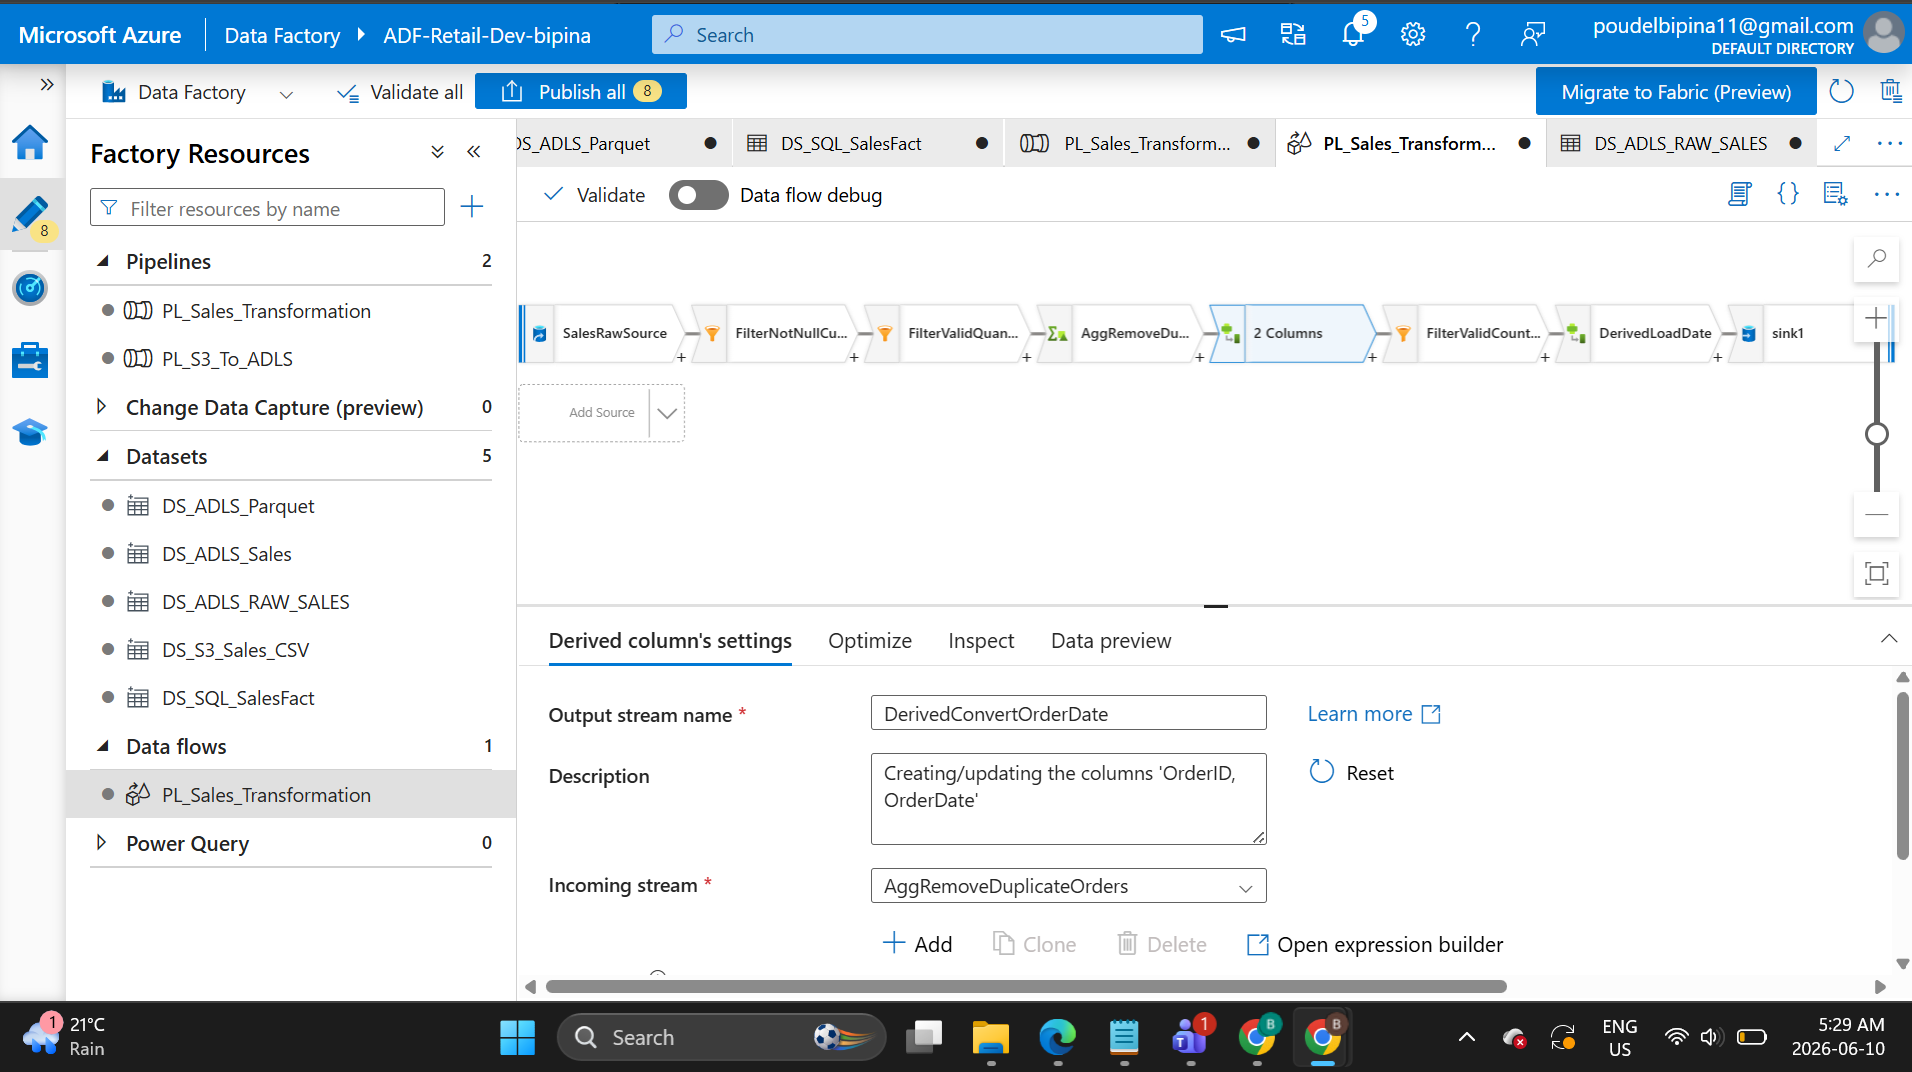 Microsoft Azure
Data Factory
ADF-Retail-Dev-bipina
Search
5
poudelbipina11@gmail.com
DEFAULT DIRECTORY
Data Factory
Validate all
Publish all
8
Migrate to Fabric (Preview)
8
Factory Resources
Filter resources by name
Pipelines 2
PL_Sales_Transformation
PL_S3_To_ADLS
Change Data Capture (preview) 0
Datasets 5
DS_ADLS_Parquet
DS_ADLS_Sales
DS_ADLS_RAW_SALES
DS_S3_Sales_CSV
DS_SQL_SalesFact
Data flows 1
PL_Sales_Transformation
Power Query 0
DS_ADLS_Parquet
DS_SQL_SalesFact
PL_Sales_Transform...
PL_Sales_Transform...
DS_ADLS_RAW_SALES
Validate
Data flow debug
SalesRawSource
FilterNotNullCu...
FilterValidQuan...
AggRemoveDu...
2 Columns
FilterValidCount...
DerivedLoadDate
sink1
Add Source
Derived column's settings
Optimize
Inspect
Data preview
Output stream name *
DerivedConvertOrderDate
Learn more
Description
Creating/updating the columns 'OrderID,
OrderDate'
Reset
Incoming stream *
AggRemoveDuplicateOrders
Add
Clone
Delete
Open expression builder
1
21°C
Rain
Search
1
B
B
ENG
US
5:29 AM
2026-06-10